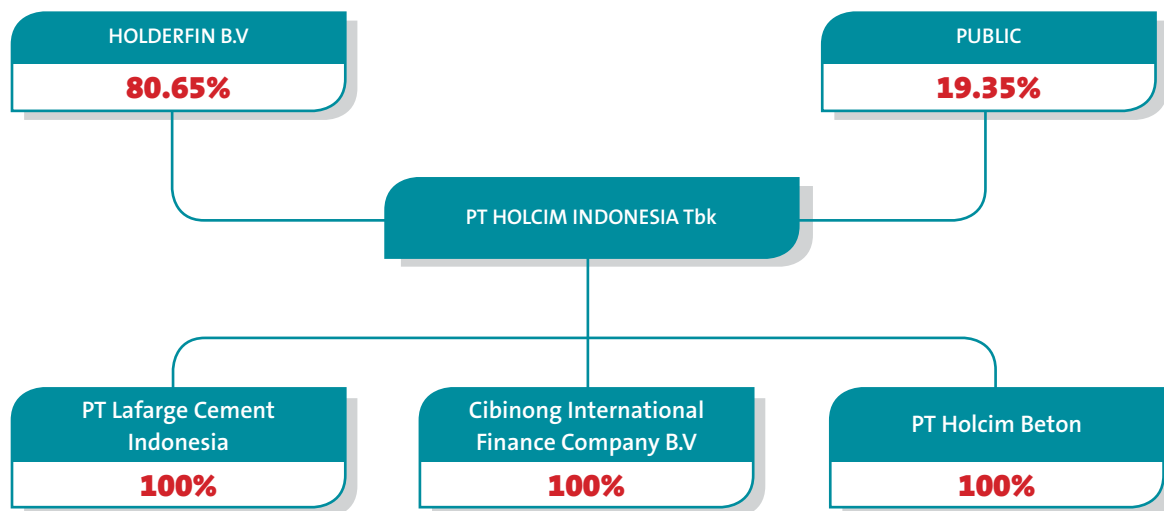 HOLDERFIN B.V
80.65%
PUBLIC
19.35%
PT HOLCIM INDONESIA Tbk
PT Lafarge Cement
Indonesia
100%
Cibinong International
Finance Company B.V
100%
PT Holcim Beton
100%